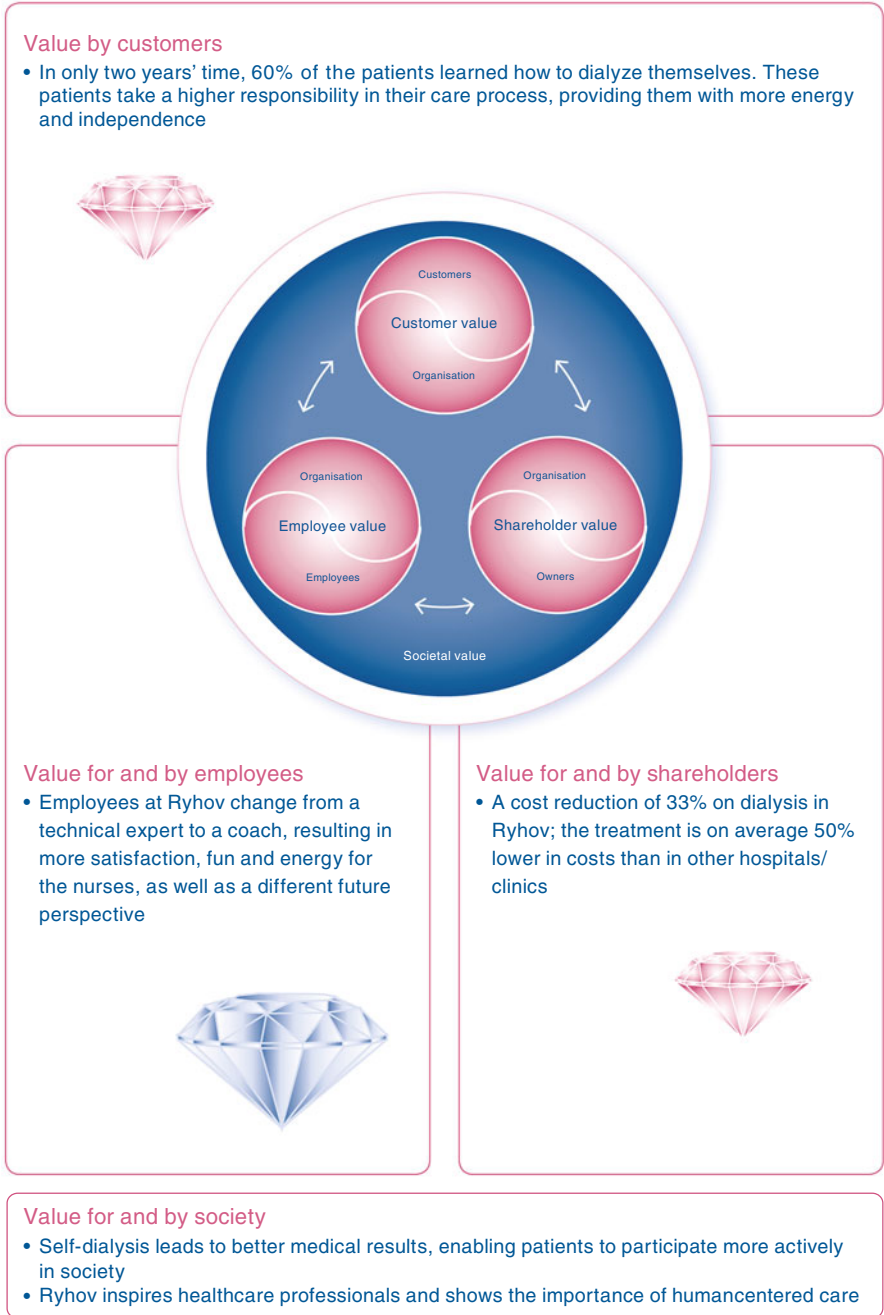 Value by customers
• In only two years’ time, 60% of the patients learned how to dialyze themselves. These
patients take a higher responsibility in their care process, providing them with more energy
and independence
Customers
Customer value
Organisation
Organisation
Employee value
Employees
Organisation
Shareholder value
Owners
Societal value
Value for and by employees
• Employees at Ryhov change from a
technical expert to a coach, resulting in
more satisfaction, fun and energy for
the nurses, as well as a different future
perspective
Value for and by shareholders
• A cost reduction of 33% on dialysis in
Ryhov; the treatment is on average 50%
lower in costs than in other hospitals/
clinics
Value for and by society
• Self-dialysis leads to better medical results, enabling patients to participate more actively
in society
• Ryhov inspires healthcare professionals and shows the importance of humancentered care